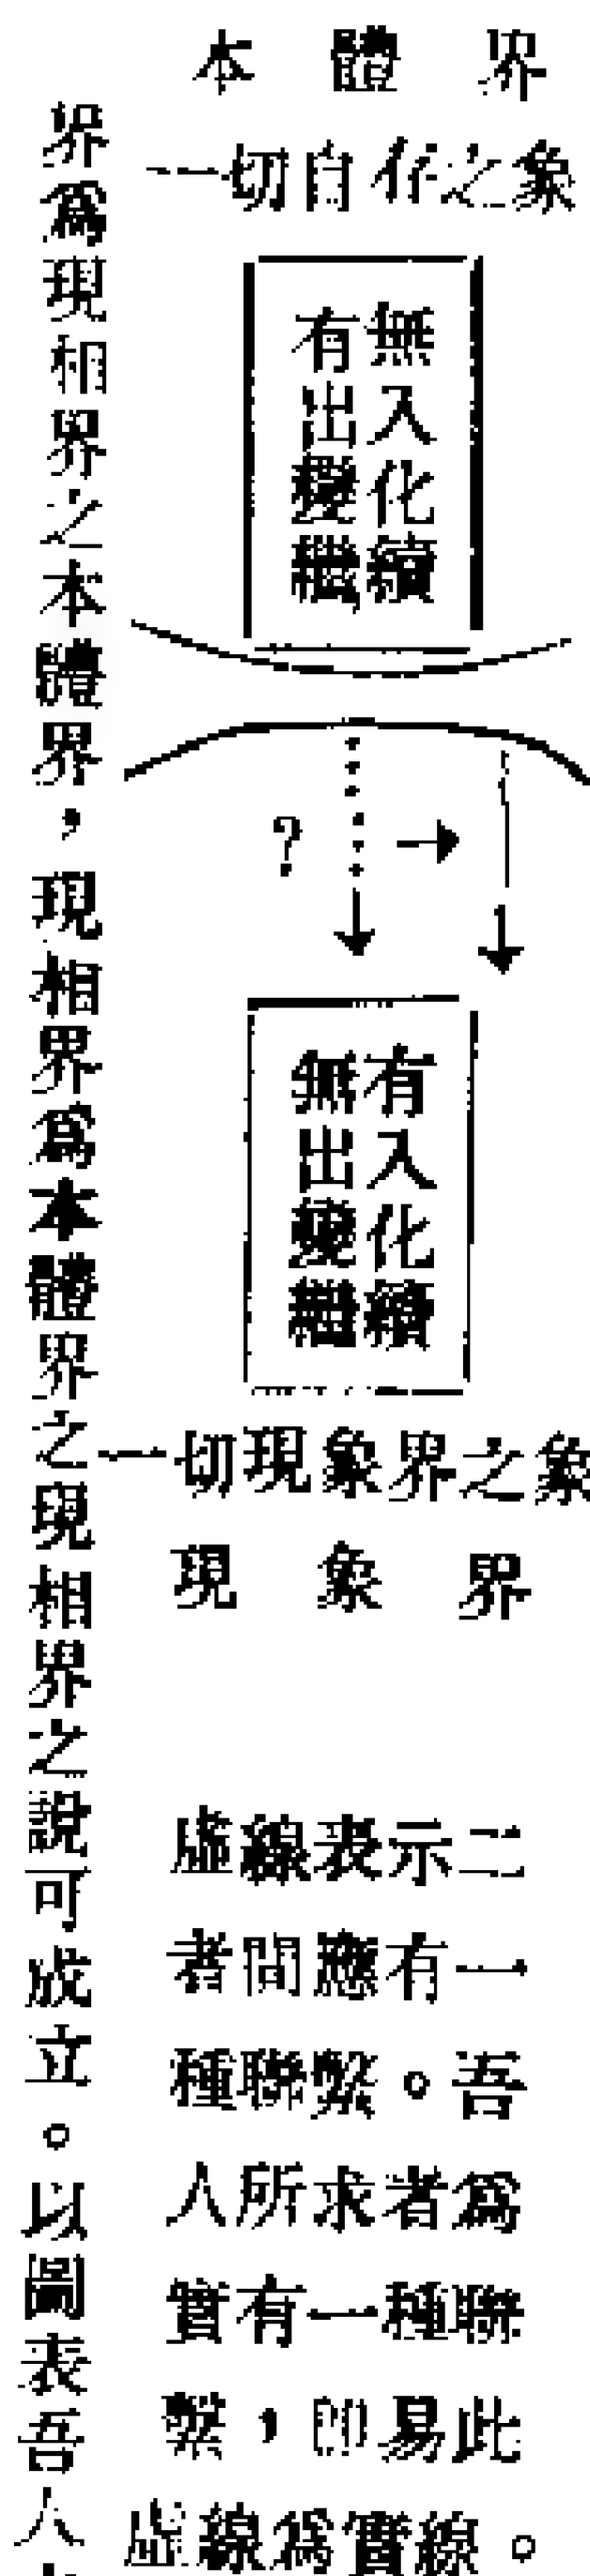 本體界
一切自存之象
有無
出入
變化
繼續
?
無有
出入
變化
繼續
一切現象界之象
現象界
虛線表示二
者間應有一
種聯繫。吾
人所求者爲
實有一種聯
繫,即易此
虛線爲實線。
界爲現相界之本體界,現相界爲本體界之現相界之說可成立。以圖表吾人